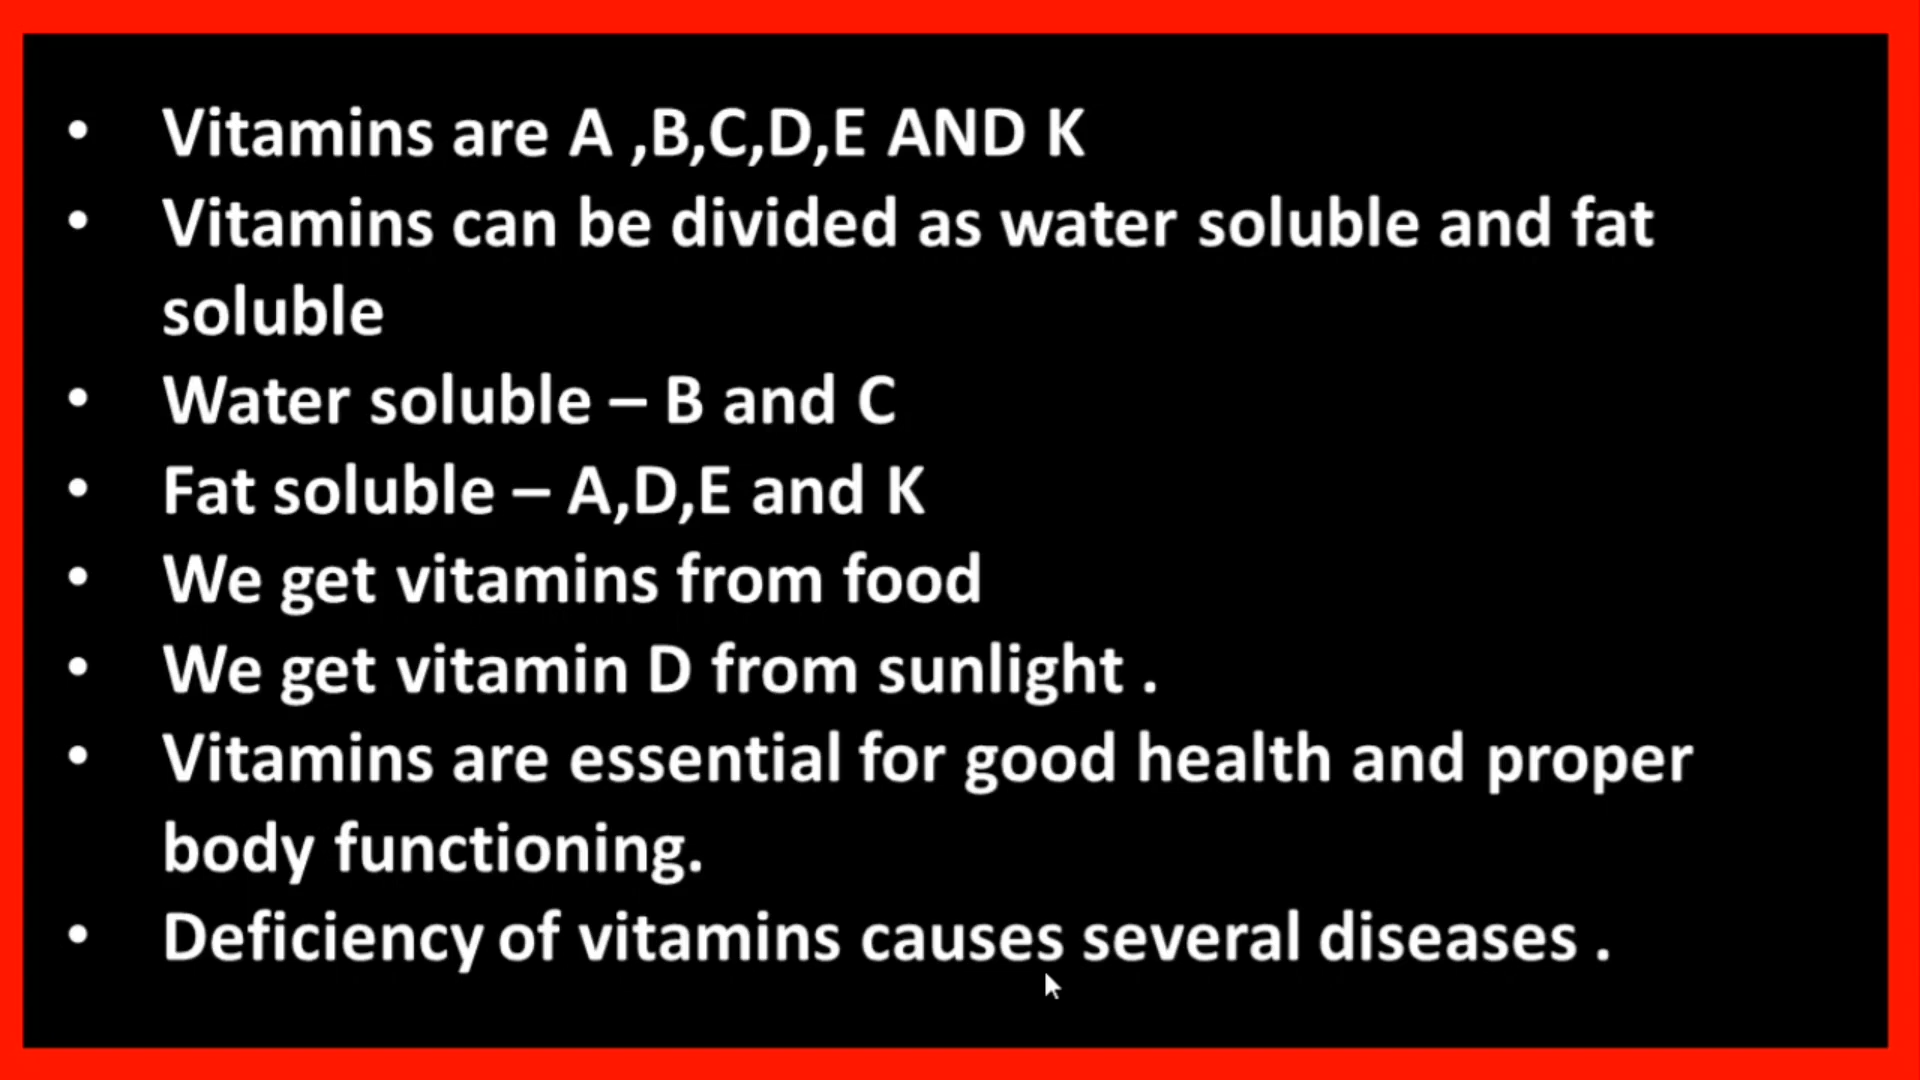 • Vitamins are A ,B,C,D,E AND K
• Vitamins can be divided as water soluble and fat
soluble
• Water soluble – B and C
• Fat soluble – A,D,E and K
• We get vitamins from food
• We get vitamin D from sunlight .
• Vitamins are essential for good health and proper
body functioning.
• Deficiency of vitamins causes several diseases .